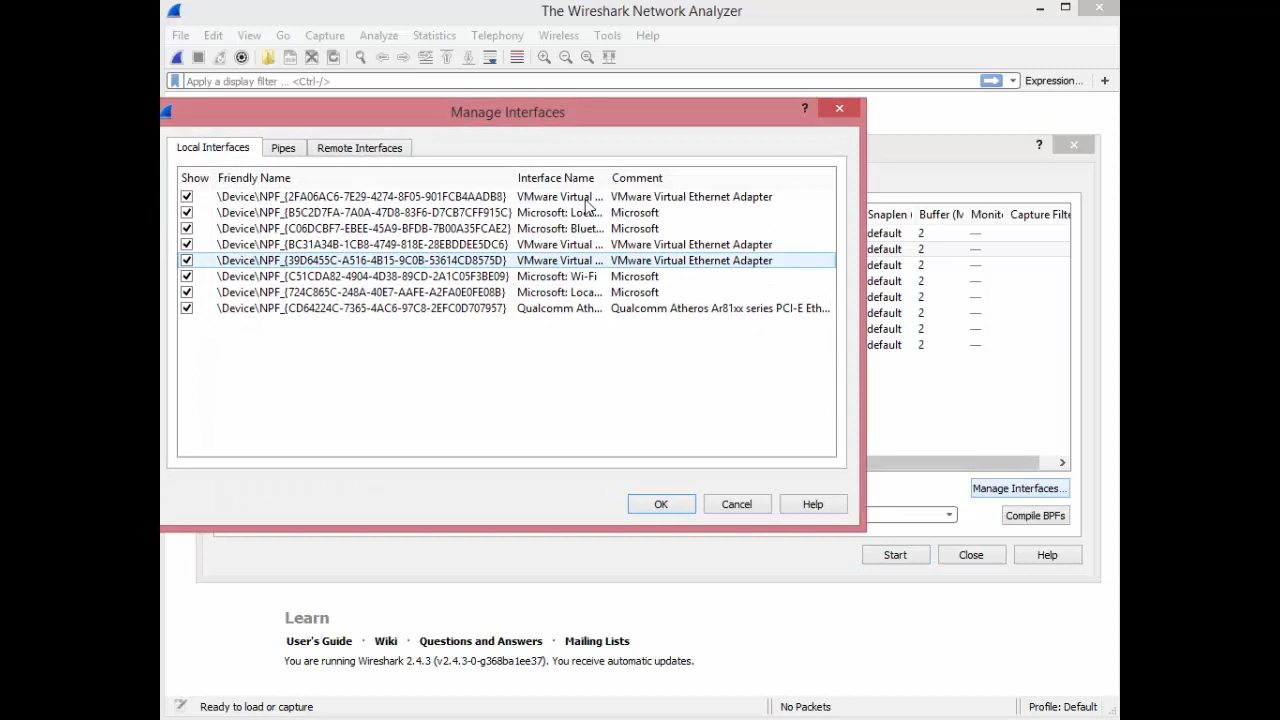 The Wireshark Network Analyzer
File Edit View Go Capture Analyze Statistics Telephony Wireless Tools Help
Apply a display filter ... <Ctrl-/> Expression... +
Manage Interfaces ?
Local Interfaces Pipes Remote Interfaces
Show Friendly Name Interface Name Comment
\Device\NPF_{2FA06AC6-7E29-4274-8F05-901FCB4AADB8} VMware Virtual ... VMware Virtual Ethernet Adapter
\Device\NPF_{B5C2D7FA-7A0A-47D8-83F6-D7CB7CFF915C} Microsoft: Loca... Microsoft
\Device\NPF_{C06DCBF7-EBEE-45A9-BFDB-7B00A35FCAE2} Microsoft: Bluet... Microsoft
\Device\NPF_{BC31A34B-1CB8-4749-818E-28EBDDEE5DC6} VMware Virtual ... VMware Virtual Ethernet Adapter
\Device\NPF_{39D6455C-A516-4B15-9C0B-53614CD8575D} VMware Virtual ... VMware Virtual Ethernet Adapter
\Device\NPF_{C51CDA82-4904-4D38-89CD-2A1C05F3BE09} Microsoft: Wi-Fi Microsoft
\Device\NPF_{724C865C-248A-40E7-AAFE-A2FA0E0FE08B} Microsoft: Loca... Microsoft
\Device\NPF_{CD64224C-7365-4AC6-97C8-2EFC0D707957} Qualcomm Ath... Qualcomm Atheros Ar81xx series PCI-E Eth...
OK Cancel Help
?
Snaplen ( Buffer (M Monito Capture Filte
default 2 —
default 2 —
default 2 —
default 2 —
default 2 —
default 2 —
default 2 —
default 2 —
Manage Interfaces...
Compile BPFs
Start Close Help
Learn
User's Guide · Wiki · Questions and Answers · Mailing Lists
You are running Wireshark 2.4.3 (v2.4.3-0-g368ba1ee37). You receive automatic updates.
Ready to load or capture No Packets Profile: Default